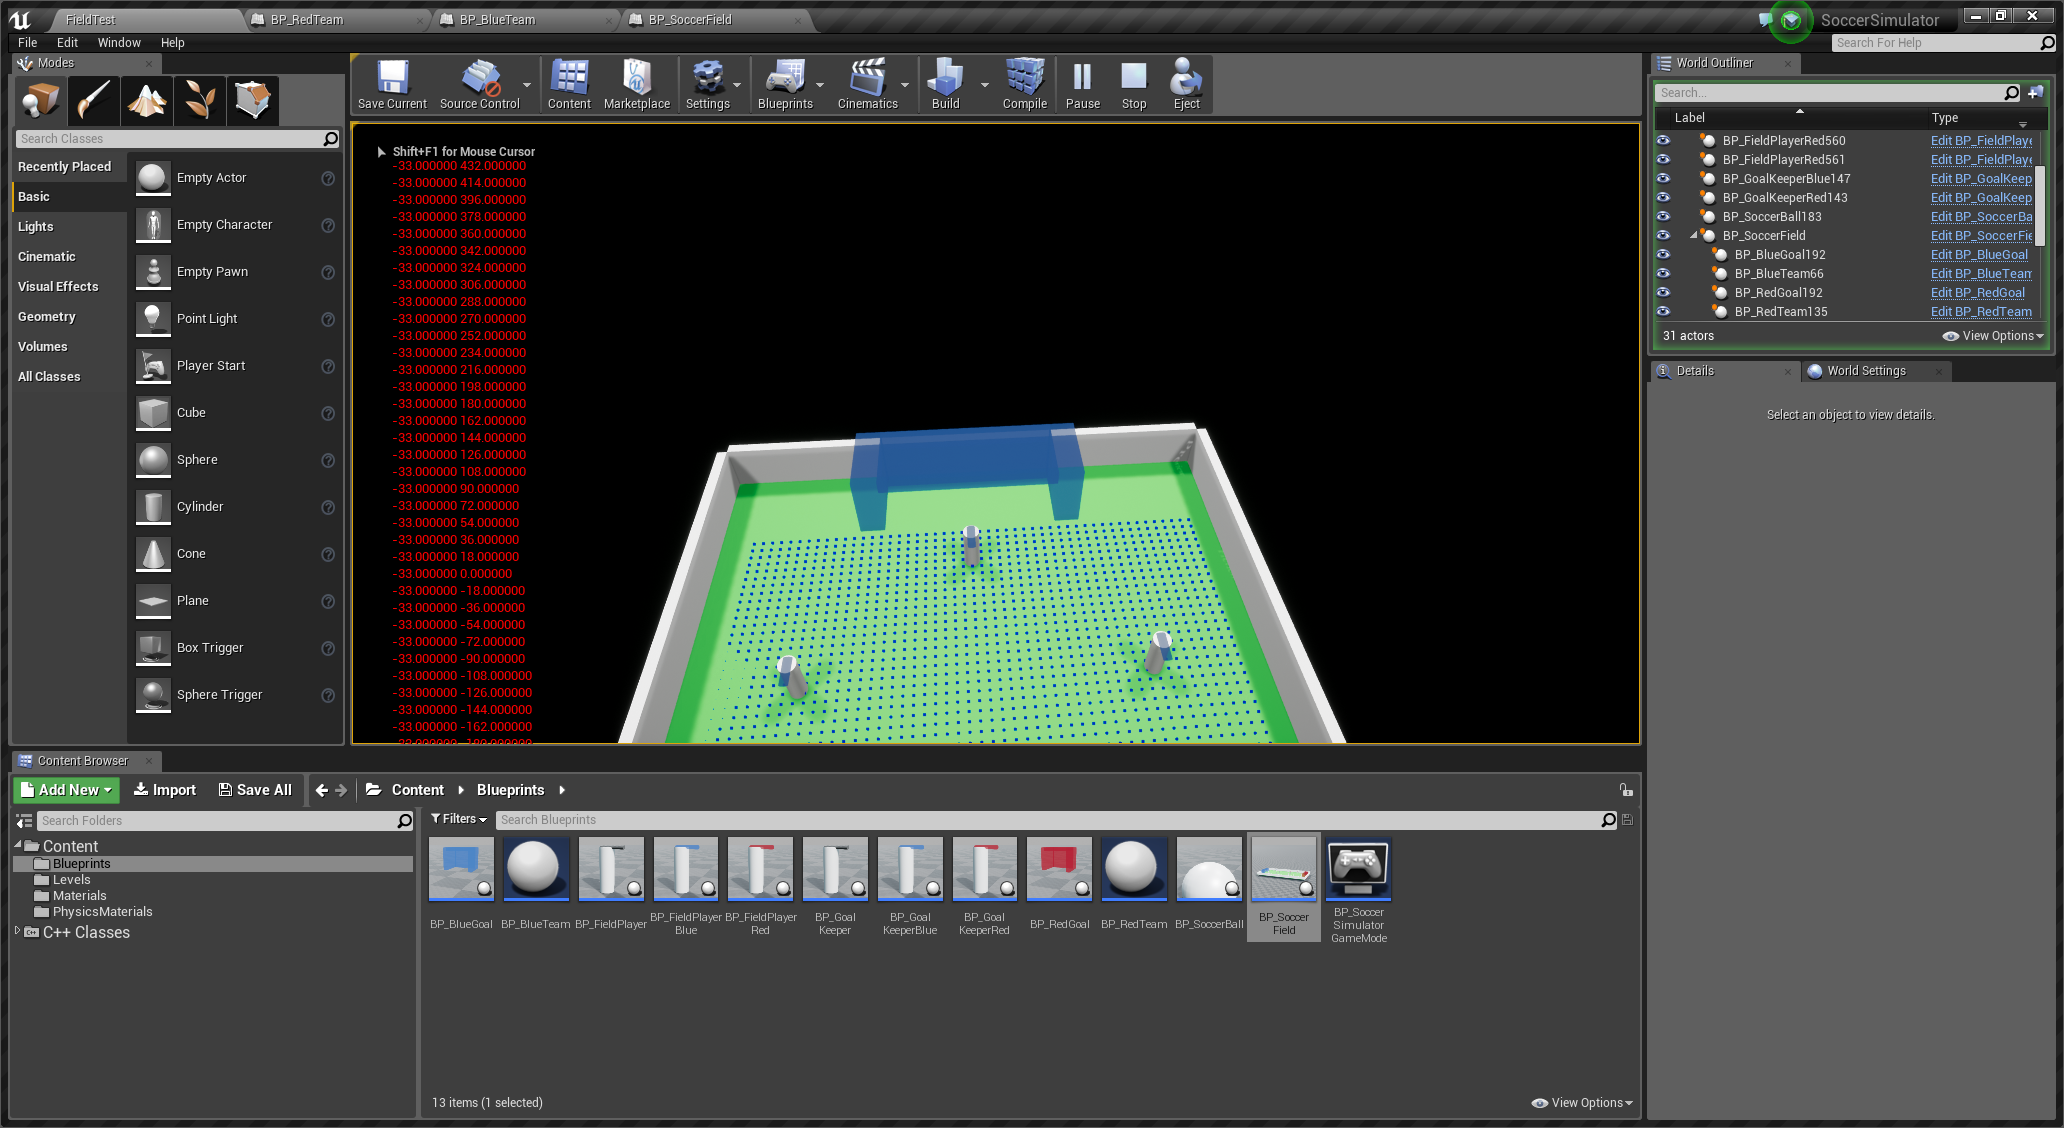 FieldTest
BP_RedTeam
BP_BlueTeam
BP_SoccerField
SoccerSimulator
File Edit Window Help
Search For Help
Modes
Search Classes
Recently Placed
Basic
Lights
Cinematic
Visual Effects
Geometry
Volumes
All Classes
Empty Actor
Empty Character
Empty Pawn
Point Light
Player Start
Cube
Sphere
Cylinder
Cone
Plane
Box Trigger
Sphere Trigger
Save Current
Source Control
Content
Marketplace
Settings
Blueprints
Cinematics
Build
Compile
Pause
Stop
Eject
Shift+F1 for Mouse Cursor
-33.000000 432.000000
-33.000000 414.000000
-33.000000 396.000000
-33.000000 378.000000
-33.000000 360.000000
-33.000000 342.000000
-33.000000 324.000000
-33.000000 306.000000
-33.000000 288.000000
-33.000000 270.000000
-33.000000 252.000000
-33.000000 234.000000
-33.000000 216.000000
-33.000000 198.000000
-33.000000 180.000000
-33.000000 162.000000
-33.000000 144.000000
-33.000000 126.000000
-33.000000 108.000000
-33.000000 90.000000
-33.000000 72.000000
-33.000000 54.000000
-33.000000 36.000000
-33.000000 18.000000
-33.000000 0.000000
-33.000000 -18.000000
-33.000000 -36.000000
-33.000000 -54.000000
-33.000000 -72.000000
-33.000000 -90.000000
-33.000000 -108.000000
-33.000000 -126.000000
-33.000000 -144.000000
-33.000000 -162.000000
World Outliner
Search...
Label Type
BP_FieldPlayerRed560 Edit BP_FieldPlaye
BP_FieldPlayerRed561 Edit BP_FieldPlaye
BP_GoalKeeperBlue147 Edit BP_GoalKeep
BP_GoalKeeperRed143 Edit BP_GoalKeep
BP_SoccerBall183 Edit BP_SoccerBa
BP_SoccerField Edit BP_SoccerFie
BP_BlueGoal192 Edit BP_BlueGoal
BP_BlueTeam66 Edit BP_BlueTeam
BP_RedGoal192 Edit BP_RedGoal
BP_RedTeam135 Edit BP_RedTeam
31 actors
View Options
Details
World Settings
Select an object to view details.
Content Browser
Add New
Import
Save All
Content
Blueprints
Search Folders
Content
Blueprints
Levels
Materials
PhysicsMaterials
C++ Classes
Filters
Search Blueprints
BP_BlueGoal
BP_BlueTeam
BP_FieldPlayer
BP_FieldPlayer
Blue
BP_FieldPlayer
Red
BP_Goal
Keeper
BP_Goal
KeeperBlue
BP_Goal
KeeperRed
BP_RedGoal
BP_RedTeam
BP_SoccerBall
BP_Soccer
Field
BP_Soccer
Simulator
GameMode
13 items (1 selected)
View Options